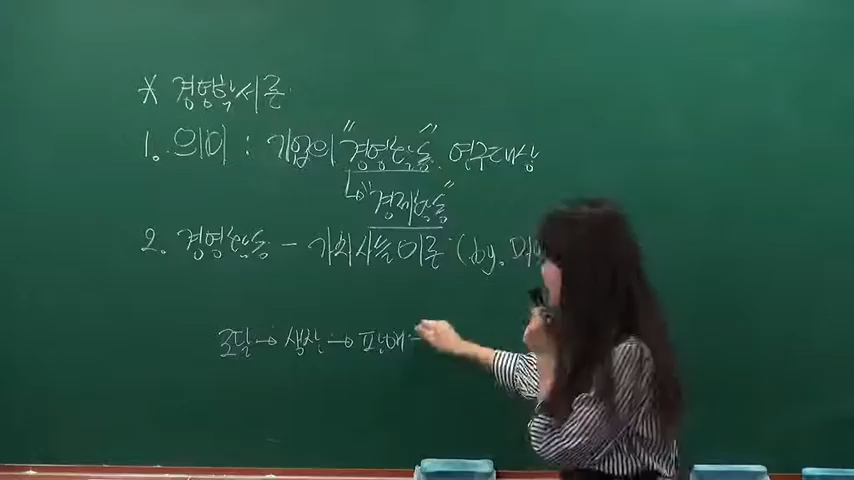 * 경영학서론
1. 의의 : 기업의 "경영활동" 연구대상
↳ "경제활동"
2. 경영활동 - 가치사슬이론 (by.
조달 → 생산 → 판매 -